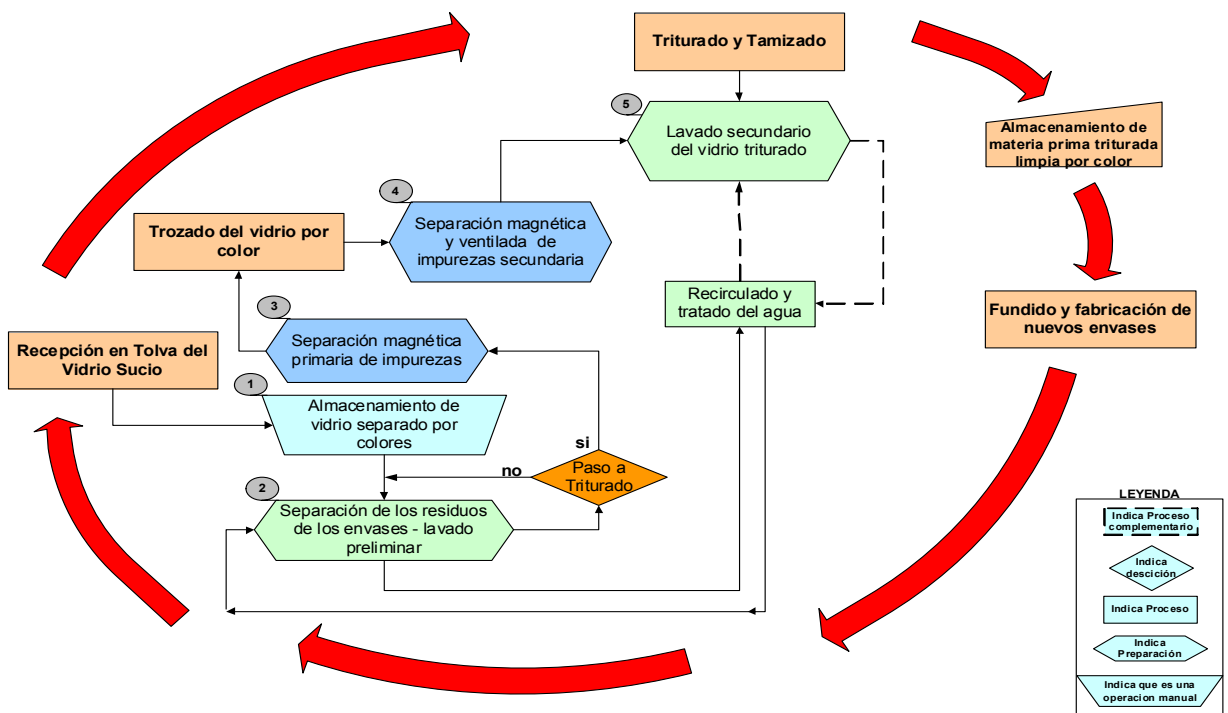 Triturado y Tamizado
5
Lavado secundario
del vidrio triturado
Almacenamiento de
materia prima triturada
limpia por color
4
Separación magnética
y ventilada de
impurezas secundaria
Trozado del vidrio por
color
Recirculado y
tratado del agua
Fundido y fabricación de
nuevos envases
3
Separación magnética
primaria de impurezas
Recepción en Tolva del
Vidrio Sucio
1
Almacenamiento de
vidrio separado por
colores
si
no
Paso a
Triturado
2
Separación de los residuos
de los envases - lavado
preliminar
LEYENDA
Indica Proceso
complementario
Indica
descición
Indica Proceso
Indica
Preparación
Indica que es una
operacion manual